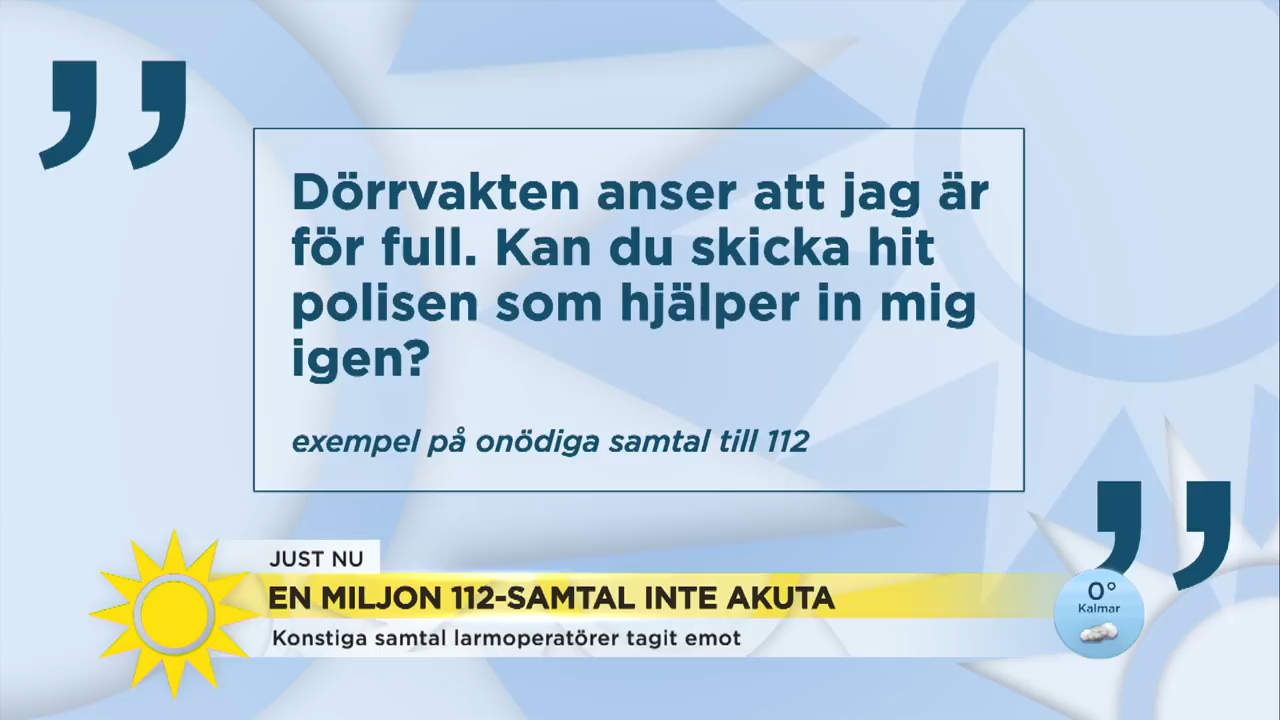 Dörrvakten anser att jag är
för full. Kan du skicka hit
polisen som hjälper in mig
igen?
exempel på onödiga samtal till 112
JUST NU
EN MILJON 112-SAMTAL INTE AKUTA
Konstiga samtal larmoperatörer tagit emot
0°
Kalmar